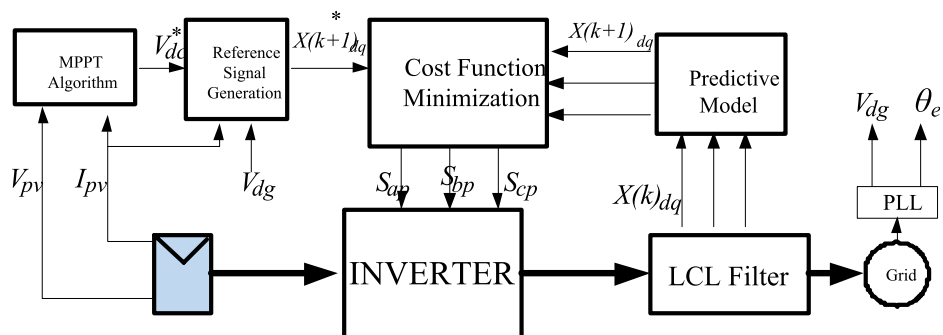 MPPT
Algorithm
V*dc
Reference
Signal
Generation
X(k+1)*dq
Cost Function
Minimization
X(k+1) dq
Predictive
Model
Vdg
θe
Vpv
Ipv
Vdg
Sap
Sbp
Scp
X(k)dq
PLL
INVERTER
LCL Filter
Grid